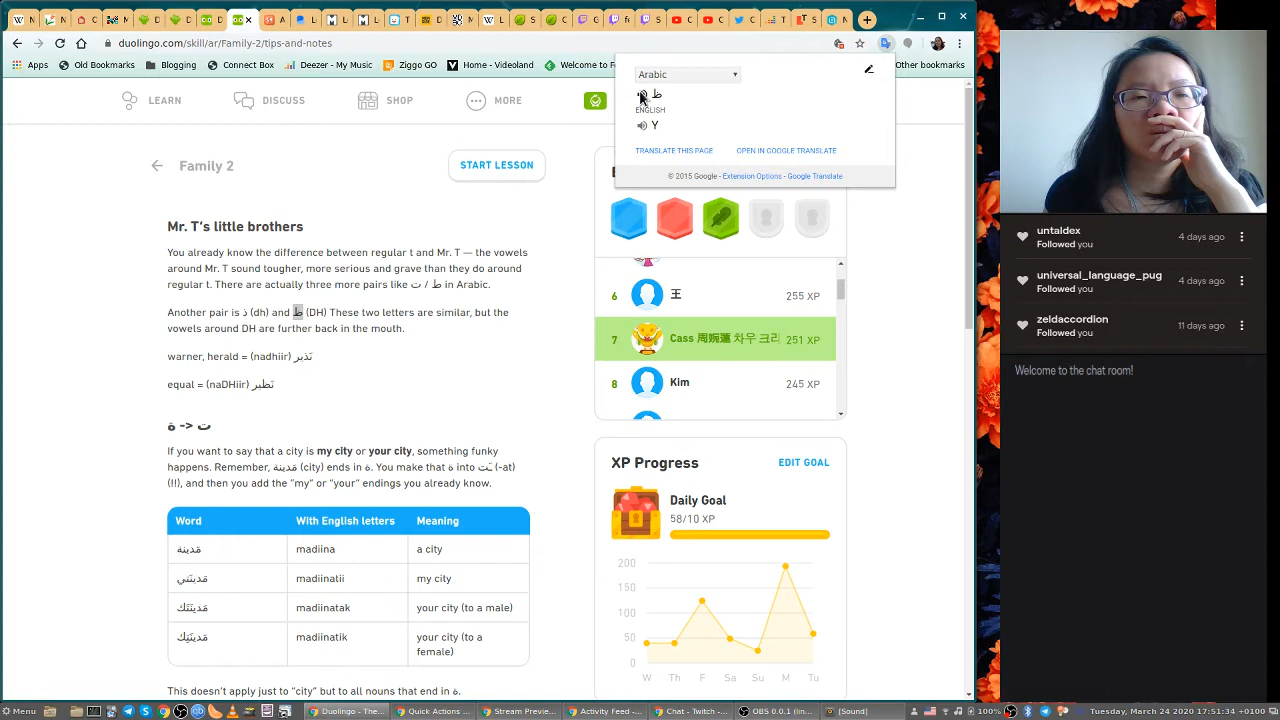 duolingo.com/skill/ar/Family-2/tips-and-notes
Apps
Old Bookmarks
Blogging
Connect Box
Deezer - My Music
Ziggo GO
Home - Videoland
Welcome to F
Other bookmarks
LEARN
DISCUSS
SHOP
MORE
Arabic
ظ
ENGLISH
Y
TRANSLATE THIS PAGE
OPEN IN GOOGLE TRANSLATE
© 2015 Google - Extension Options - Google Translate
Family 2
START LESSON
Mr. T's little brothers
You already know the difference between regular t and Mr. T — the vowels
around Mr. T sound tougher, more serious and grave than they do around
regular t. There are actually three more pairs like ت / ط in Arabic.
Another pair is ذ (dh) and ظ (DH) These two letters are similar, but the
vowels around DH are further back in the mouth.
warner, herald = (nadhiir) نَذير
equal = (naDHiir) نَظير
ة <- ت
If you want to say that a city is my city or your city, something funky
happens. Remember, مَدينة (city) ends in ة. You make that ة into ـَت (-at)
(!!), and then you add the "my" or "your" endings you already know.
Word
With English letters
Meaning
مَدينة
madiina
a city
مَدينَتي
madiinatii
my city
مَدينَتَك
madiinatak
your city (to a male)
مَدينَتِك
madiinatik
your city (to a
female)
This doesn't apply just to "city" but to all nouns that end in ة.
6
王
255 XP
7
Cass 周婉蓮 차우 크리
251 XP
8
Kim
245 XP
XP Progress
EDIT GOAL
Daily Goal
58/10 XP
200
150
100
50
0
W
Th
F
Sa
Su
M
Tu
untaldex
Followed you
4 days ago
universal_language_pug
Followed you
4 days ago
zeldaccordion
Followed you
11 days ago
Welcome to the chat room!
Menu
Duolingo - The...
Quick Actions ...
Stream Preview...
Activity Feed -...
Chat - Twitch -...
OBS 0.0.1 (linux)...
[Sound]
100%
Tuesday, March 24 2020, 17:51:34 +0100